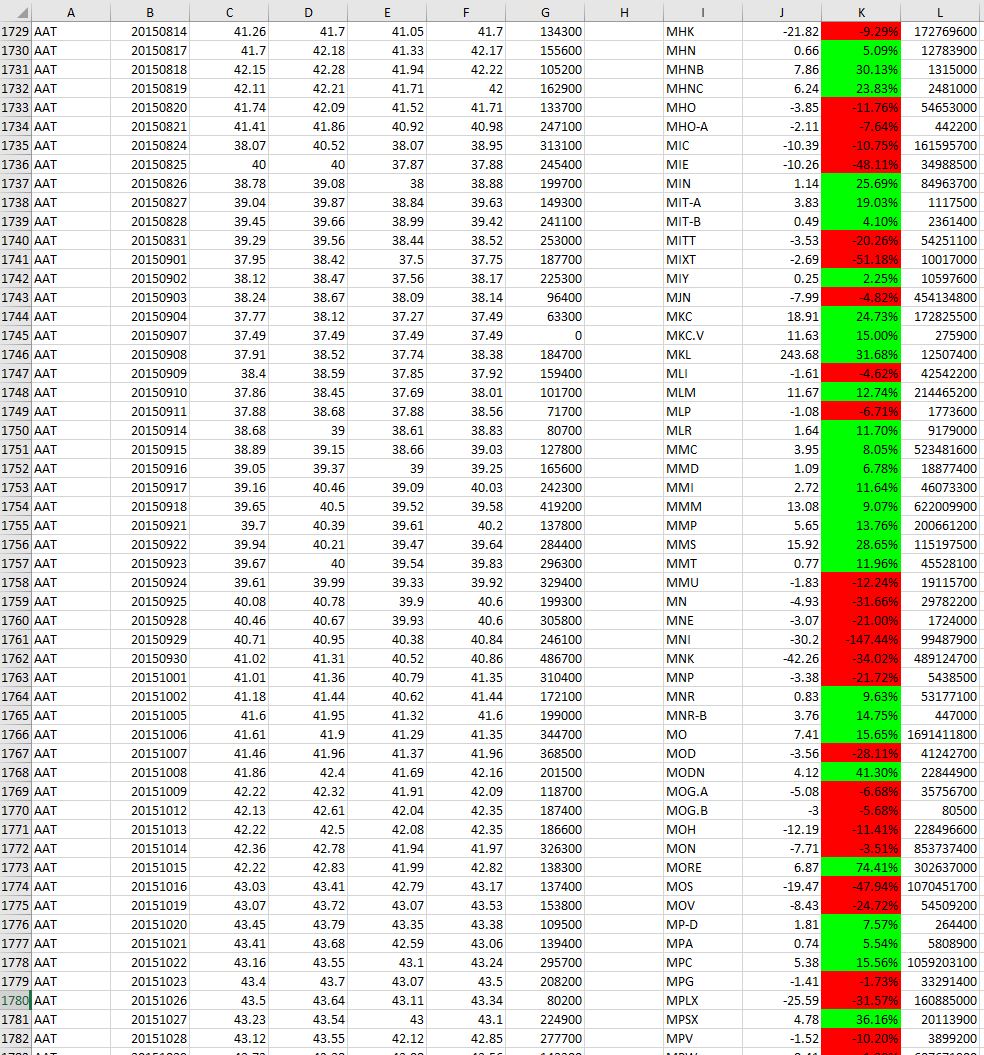 A B C D E F G H I J K L
1729 AAT 20150814 41.26 41.7 41.05 41.7 134300 MHK -21.82 -9.29% 172769600
1730 AAT 20150817 41.7 42.18 41.33 42.17 155600 MHN 0.66 5.09% 12783900
1731 AAT 20150818 42.15 42.28 41.94 42.22 105200 MHNB 7.86 30.13% 1315000
1732 AAT 20150819 42.11 42.21 41.71 42 162900 MHNC 6.24 23.83% 2481000
1733 AAT 20150820 41.74 42.09 41.52 41.71 133700 MHO -3.85 -11.76% 54653000
1734 AAT 20150821 41.41 41.86 40.92 40.98 247100 MHO-A -2.11 -7.64% 442200
1735 AAT 20150824 38.07 40.52 38.07 38.95 313100 MIC -10.39 -10.75% 161595700
1736 AAT 20150825 40 40 37.87 37.88 245400 MIE -10.26 -48.11% 34988500
1737 AAT 20150826 38.78 39.08 38 38.88 199700 MIN 1.14 25.69% 84963700
1738 AAT 20150827 39.04 39.87 38.84 39.63 149300 MIT-A 3.83 19.03% 1117500
1739 AAT 20150828 39.45 39.66 38.99 39.42 241100 MIT-B 0.49 4.10% 2361400
1740 AAT 20150831 39.29 39.56 38.44 38.52 253000 MITT -3.53 -20.26% 54251100
1741 AAT 20150901 37.95 38.42 37.5 37.75 187700 MIXT -2.69 -51.18% 10017000
1742 AAT 20150902 38.12 38.47 37.56 38.17 225300 MIY 0.25 2.25% 10597600
1743 AAT 20150903 38.24 38.67 38.09 38.14 96400 MJN -7.99 -4.82% 454134800
1744 AAT 20150904 37.77 38.12 37.27 37.49 63300 MKC 18.91 24.73% 172825500
1745 AAT 20150907 37.49 37.49 37.49 37.49 0 MKC.V 11.63 15.00% 275900
1746 AAT 20150908 37.91 38.52 37.74 38.38 184700 MKL 243.68 31.68% 12507400
1747 AAT 20150909 38.4 38.59 37.85 37.92 159400 MLI -1.61 -4.62% 42542200
1748 AAT 20150910 37.86 38.45 37.69 38.01 101700 MLM 11.67 12.74% 214465200
1749 AAT 20150911 37.88 38.68 37.88 38.56 71700 MLP -1.08 -6.71% 1773600
1750 AAT 20150914 38.68 39 38.61 38.83 80700 MLR 1.64 11.70% 9179000
1751 AAT 20150915 38.89 39.15 38.66 39.03 127800 MMC 3.95 8.05% 523481600
1752 AAT 20150916 39.05 39.37 39 39.25 165600 MMD 1.09 6.78% 18877400
1753 AAT 20150917 39.16 40.46 39.09 40.03 242300 MMI 2.72 11.64% 46073300
1754 AAT 20150918 39.65 40.5 39.52 39.58 419200 MMM 13.08 9.07% 622009900
1755 AAT 20150921 39.7 40.39 39.61 40.2 137800 MMP 5.65 13.76% 200661200
1756 AAT 20150922 39.94 40.21 39.47 39.64 284400 MMS 15.92 28.65% 115197500
1757 AAT 20150923 39.67 40 39.54 39.83 296300 MMT 0.77 11.96% 45528100
1758 AAT 20150924 39.61 39.99 39.33 39.92 329400 MMU -1.83 -12.24% 19115700
1759 AAT 20150925 40.08 40.78 39.9 40.6 199300 MN -4.93 -31.66% 29782200
1760 AAT 20150928 40.46 40.67 39.93 40.6 305800 MNE -3.07 -21.00% 1724000
1761 AAT 20150929 40.71 40.95 40.38 40.84 246100 MNI -30.2 -147.44% 99487900
1762 AAT 20150930 41.02 41.31 40.52 40.86 486700 MNK -42.26 -34.02% 489124700
1763 AAT 20151001 41.01 41.36 40.79 41.35 310400 MNP -3.38 -21.72% 5438500
1764 AAT 20151002 41.18 41.44 40.62 41.44 172100 MNR 0.83 9.63% 53177100
1765 AAT 20151005 41.6 41.95 41.32 41.6 199000 MNR-B 3.76 14.75% 447000
1766 AAT 20151006 41.61 41.9 41.29 41.35 344700 MO 7.41 15.65% 1691411800
1767 AAT 20151007 41.46 41.96 41.37 41.96 368500 MOD -3.56 -28.11% 41242700
1768 AAT 20151008 41.86 42.4 41.69 42.16 201500 MODN 4.12 41.30% 22844900
1769 AAT 20151009 42.22 42.32 41.91 42.09 118700 MOG.A -5.08 -6.68% 35756700
1770 AAT 20151012 42.13 42.61 42.04 42.35 187400 MOG.B -3 -5.68% 80500
1771 AAT 20151013 42.22 42.5 42.08 42.35 186600 MOH -12.19 -11.41% 228496600
1772 AAT 20151014 42.36 42.78 41.94 41.97 326300 MON -7.71 -3.51% 853737400
1773 AAT 20151015 42.22 42.83 41.99 42.82 138300 MORE 6.87 74.41% 302637000
1774 AAT 20151016 43.03 43.41 42.79 43.17 137400 MOS -19.47 -47.94% 1070451700
1775 AAT 20151019 43.07 43.72 43.07 43.53 153800 MOV -8.43 -24.72% 54509200
1776 AAT 20151020 43.45 43.79 43.35 43.38 109500 MP-D 1.81 7.57% 264400
1777 AAT 20151021 43.41 43.68 42.59 43.06 139400 MPA 0.74 5.54% 5808900
1778 AAT 20151022 43.16 43.55 43.1 43.24 295700 MPC 5.38 15.56% 1059203100
1779 AAT 20151023 43.4 43.7 43.07 43.5 208200 MPG -1.41 -1.73% 33291400
1780 AAT 20151026 43.5 43.64 43.11 43.34 80200 MPLX -25.59 -31.57% 160885000
1781 AAT 20151027 43.23 43.54 43 43.1 224900 MPSX 4.78 36.16% 20113900
1782 AAT 20151028 43.12 43.55 42.12 42.85 277700 MPV -1.52 -10.20% 3899200